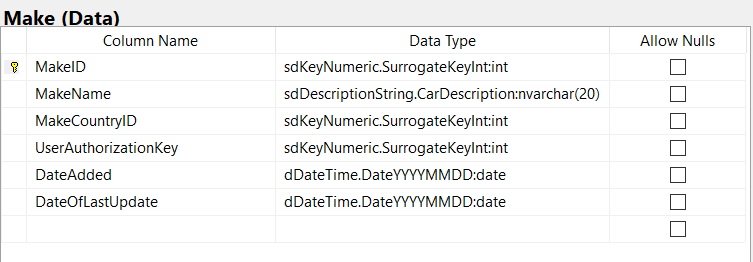 Make (Data)
Column Name Data Type Allow Nulls
MakeID sdKeyNumeric.SurrogateKeyInt:int
MakeName sdDescriptionString.CarDescription:nvarchar(20)
MakeCountryID sdKeyNumeric.SurrogateKeyInt:int
UserAuthorizationKey sdKeyNumeric.SurrogateKeyInt:int
DateAdded dDateTime.DateYYYYMMDD:date
DateOfLastUpdate dDateTime.DateYYYYMMDD:date